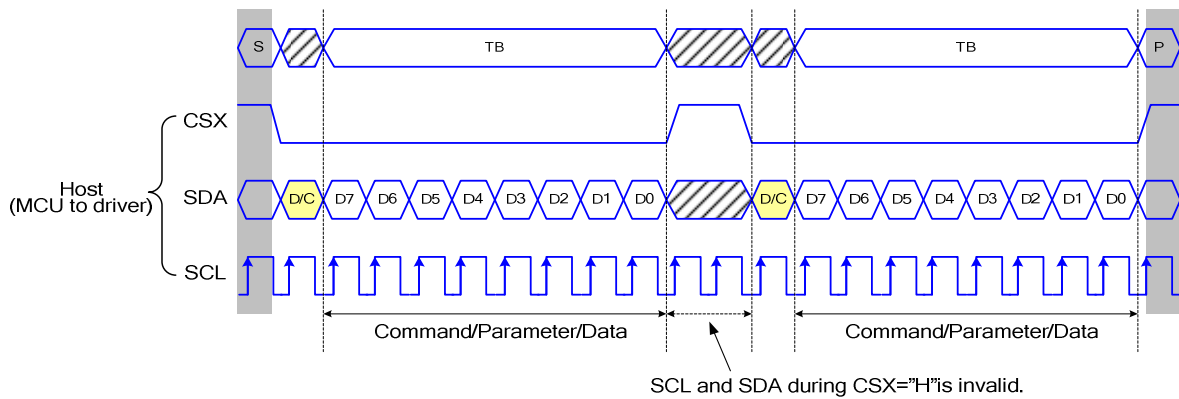 S TB TB P
CSX
Host
(MCU to driver)
SDA D/C D7 D6 D5 D4 D3 D2 D1 D0 D/C D7 D6 D5 D4 D3 D2 D1 D0
SCL
Command/Parameter/Data Command/Parameter/Data
SCL and SDA during CSX="H"is invalid.